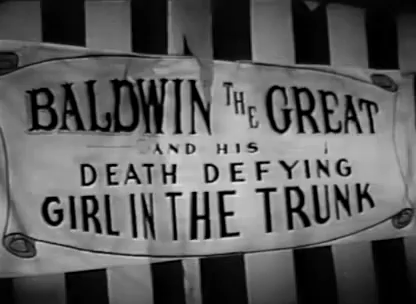 BALDWIN THE GREAT
AND HIS
DEATH DEFYING
GIRL IN THE TRUNK